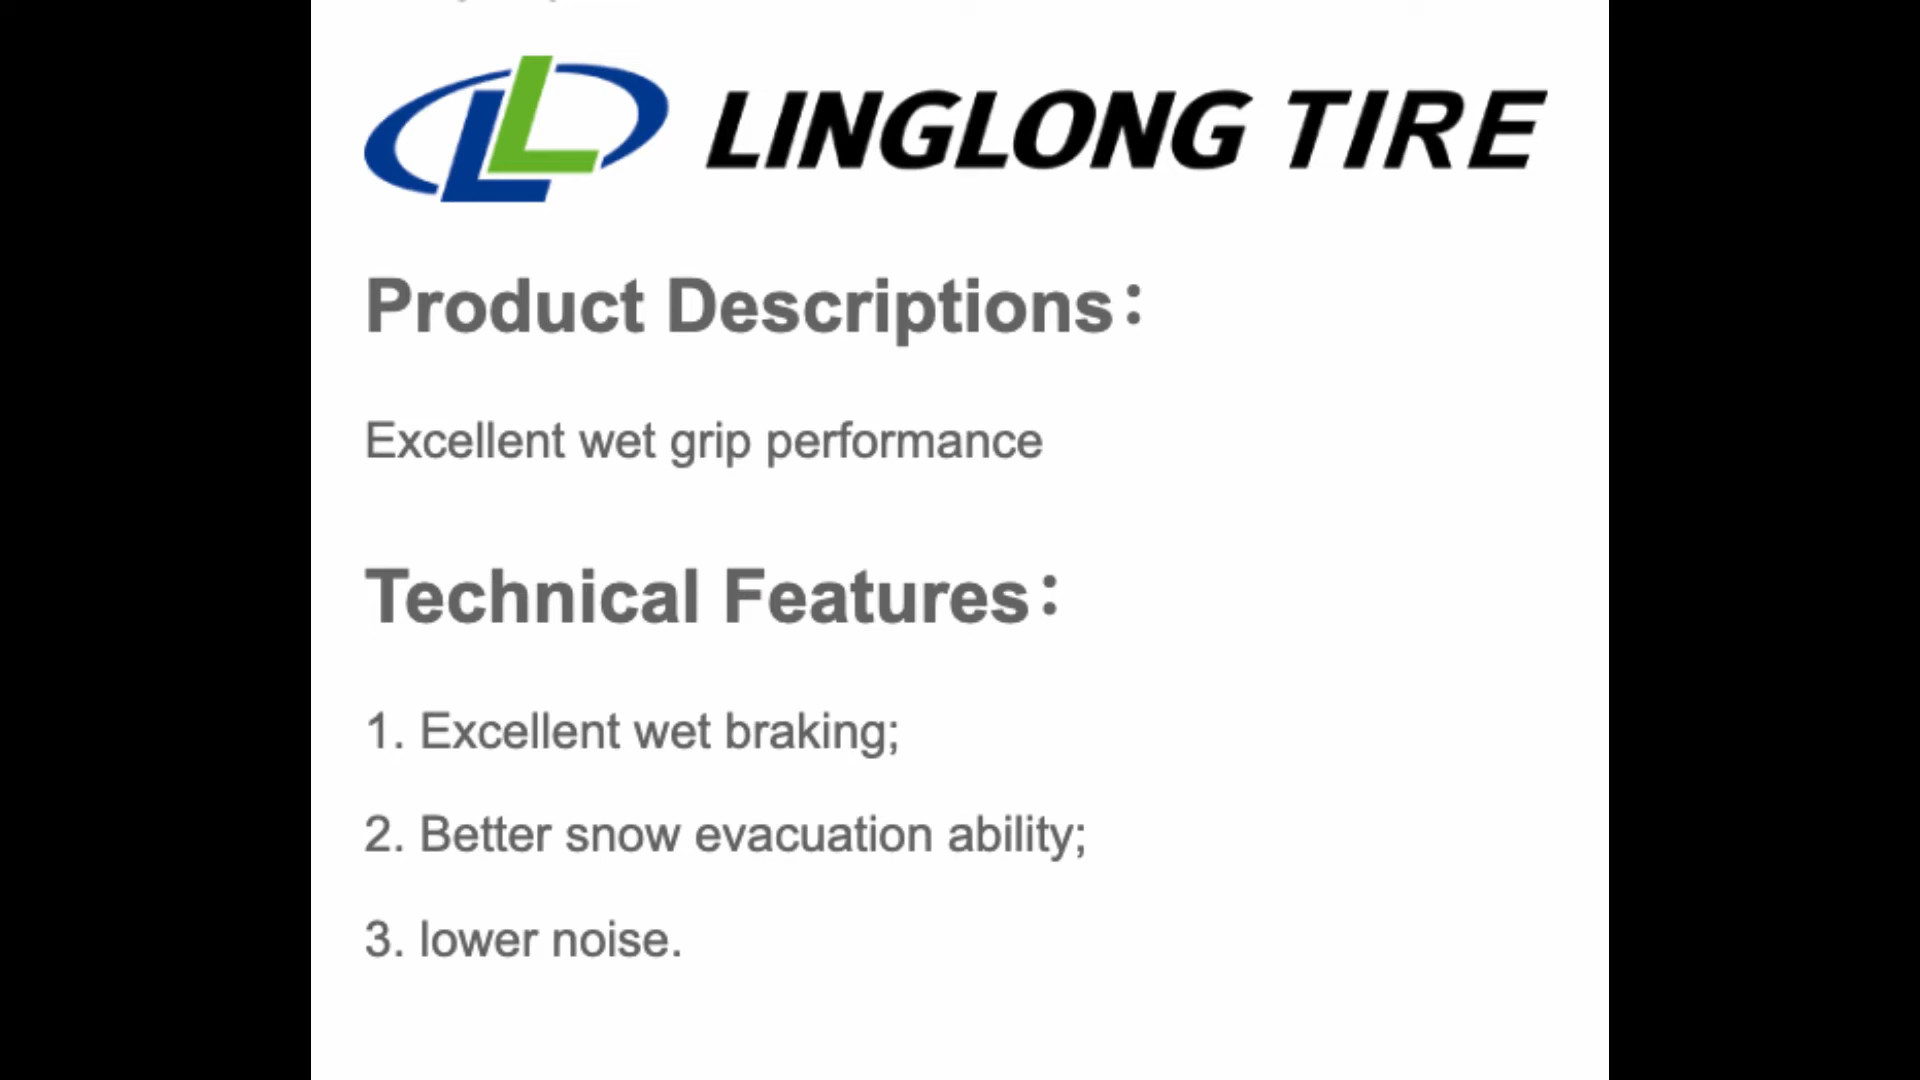 LINGLONG TIRE
Product Descriptions：
Excellent wet grip performance
Technical Features：
1. Excellent wet braking;
2. Better snow evacuation ability;
3. lower noise.